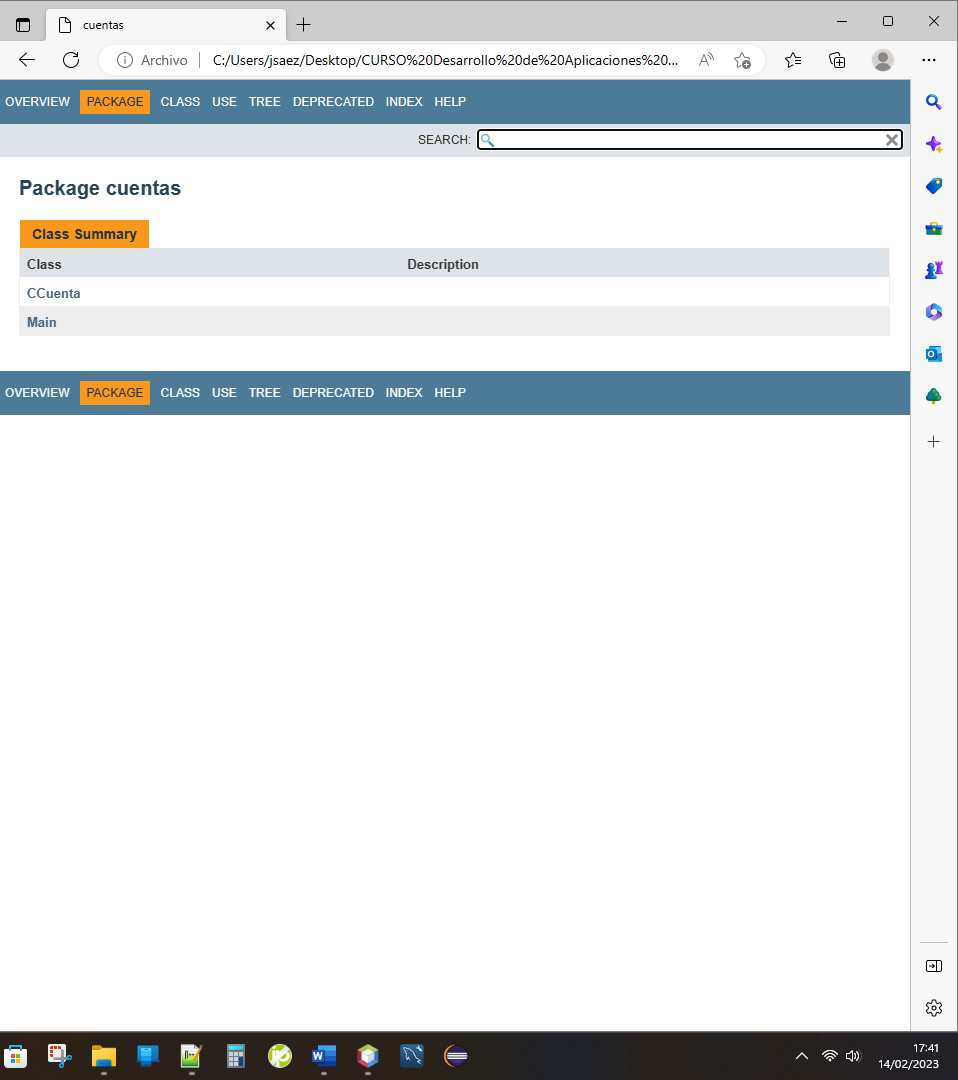 cuentas
Archivo C:/Users/jsaez/Desktop/CURSO%20Desarrollo%20de%20Aplicaciones%20...
OVERVIEW PACKAGE CLASS USE TREE DEPRECATED INDEX HELP
SEARCH:
Package cuentas
Class Summary
Class Description
CCuenta
Main
OVERVIEW PACKAGE CLASS USE TREE DEPRECATED INDEX HELP
17:41
14/02/2023